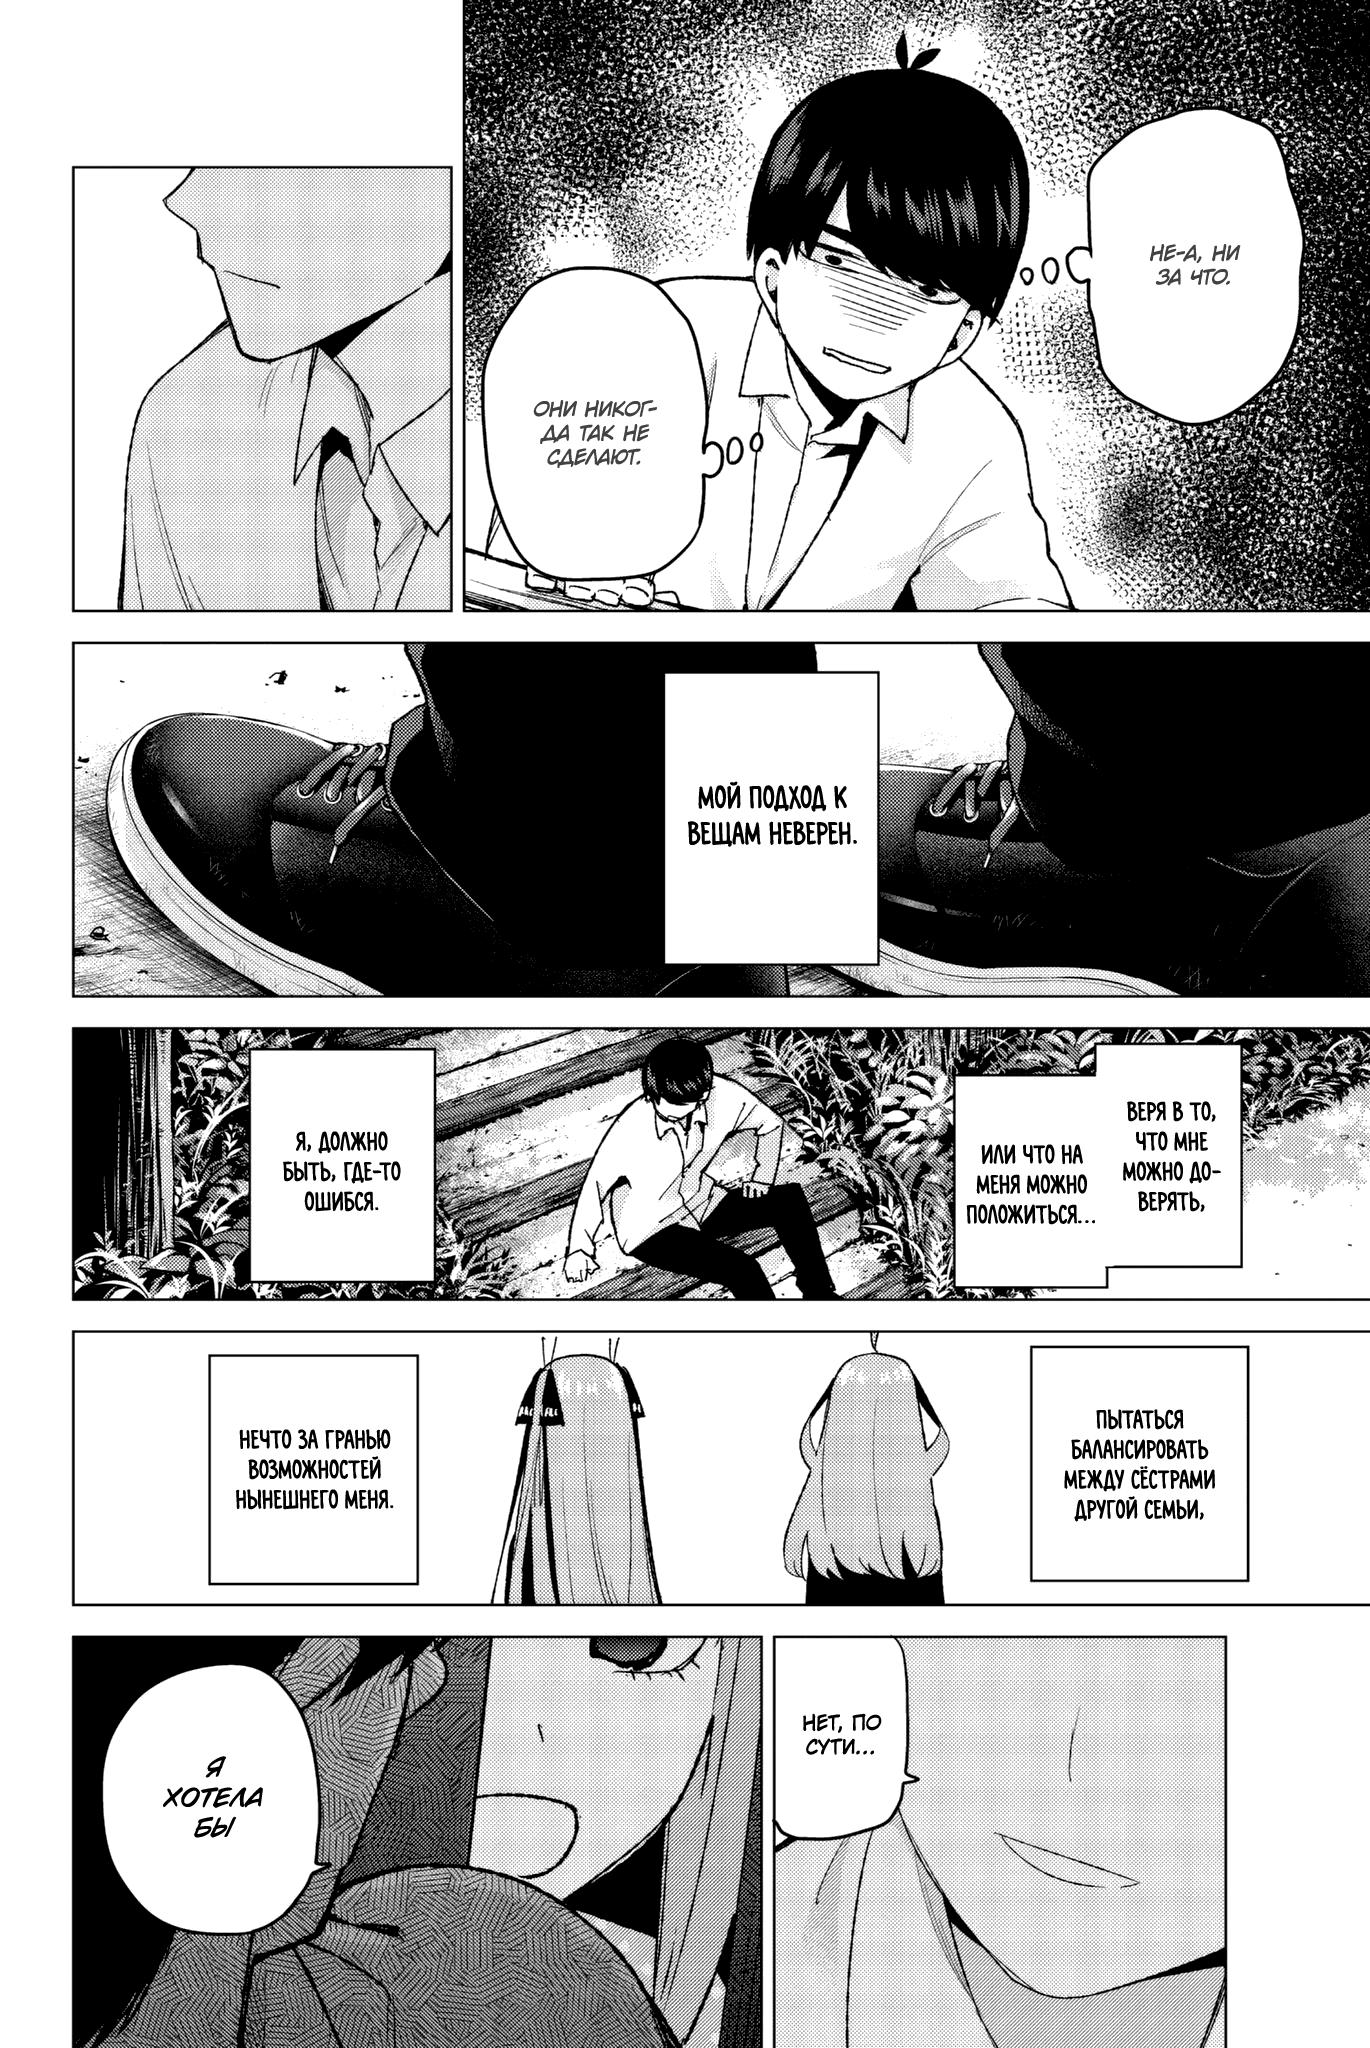 НЕ-А, НИ
ЗА ЧТО.
ОНИ НИКОГ-
ДА ТАК НЕ
СДЕЛАЮТ.
МОЙ ПОДХОД К
ВЕЩАМ НЕВЕРЕН.
ВЕРЯ В ТО,
ЧТО МНЕ
МОЖНО ДО-
ВЕРЯТЬ,
ИЛИ ЧТО НА
МЕНЯ МОЖНО
ПОЛОЖИТЬСЯ...
Я, ДОЛЖНО
БЫТЬ, ГДЕ-ТО
ОШИБСЯ.
ПЫТАТЬСЯ
БАЛАНСИРОВАТЬ
МЕЖДУ СЁСТРАМИ
ДРУГОЙ СЕМЬИ,
НЕЧТО ЗА ГРАНЬЮ
ВОЗМОЖНОСТЕЙ
НЫНЕШНЕГО МЕНЯ.
НЕТ, ПО
СУТИ...
Я
ХОТЕЛА
БЫ